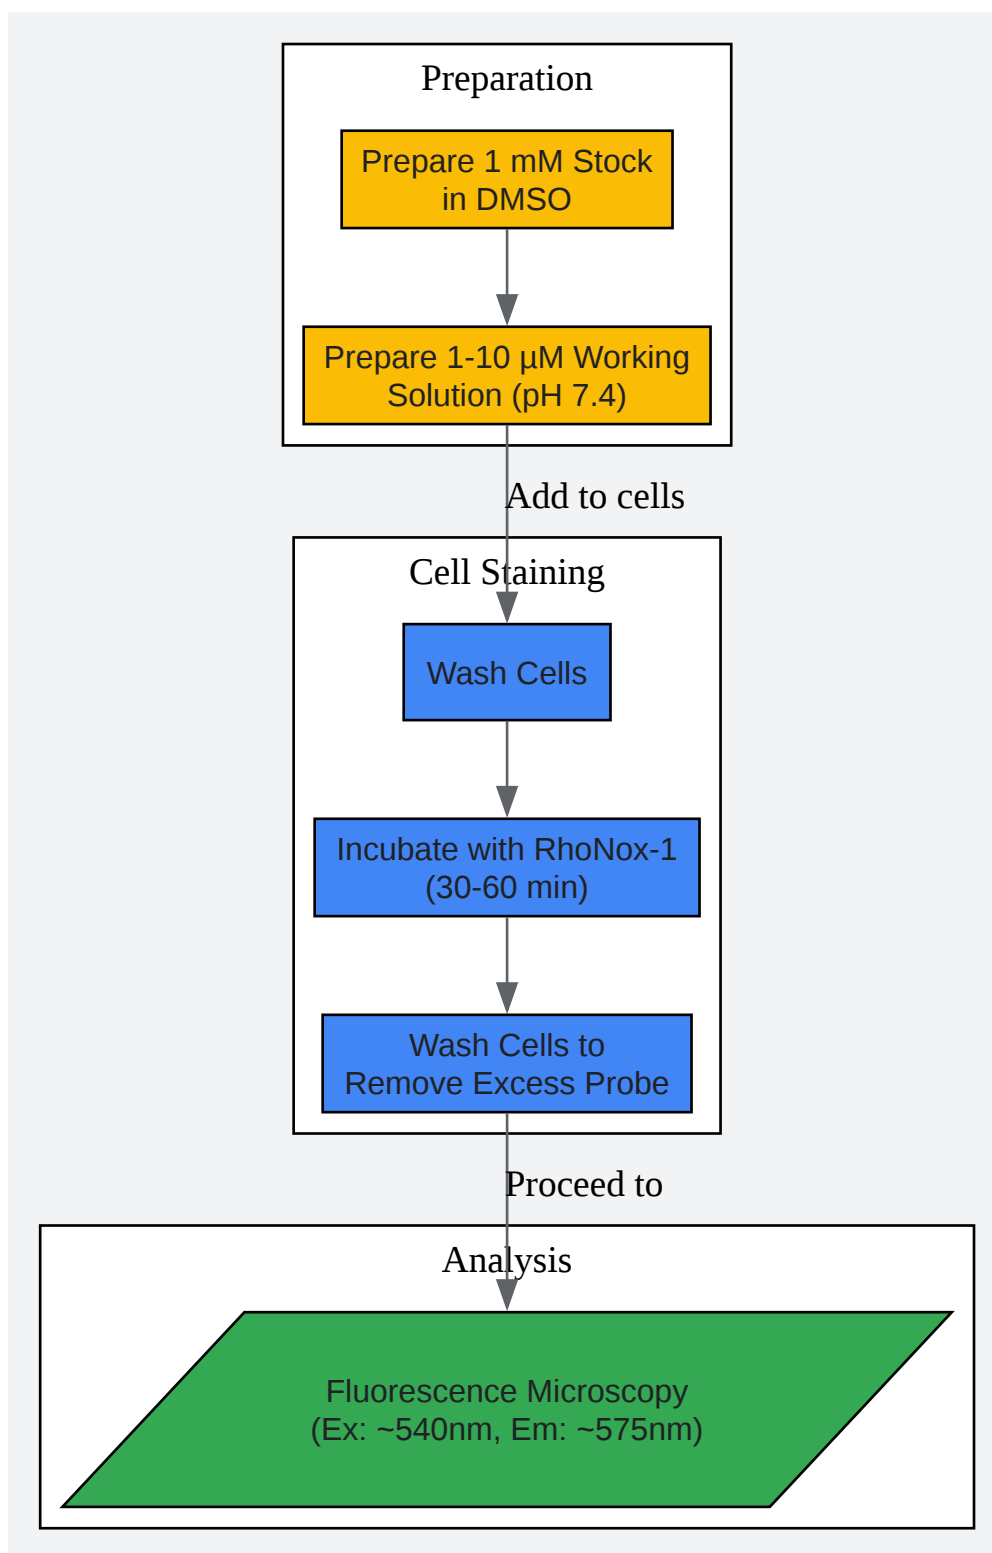 Preparation
Prepare 1 mM Stock
in DMSO
Prepare 1-10 µM Working
Solution (pH 7.4)
Add to cells
Cell Staining
Wash Cells
Incubate with RhoNox-1
(30-60 min)
Wash Cells to
Remove Excess Probe
Proceed to
Analysis
Fluorescence Microscopy
(Ex: ~540nm, Em: ~575nm)